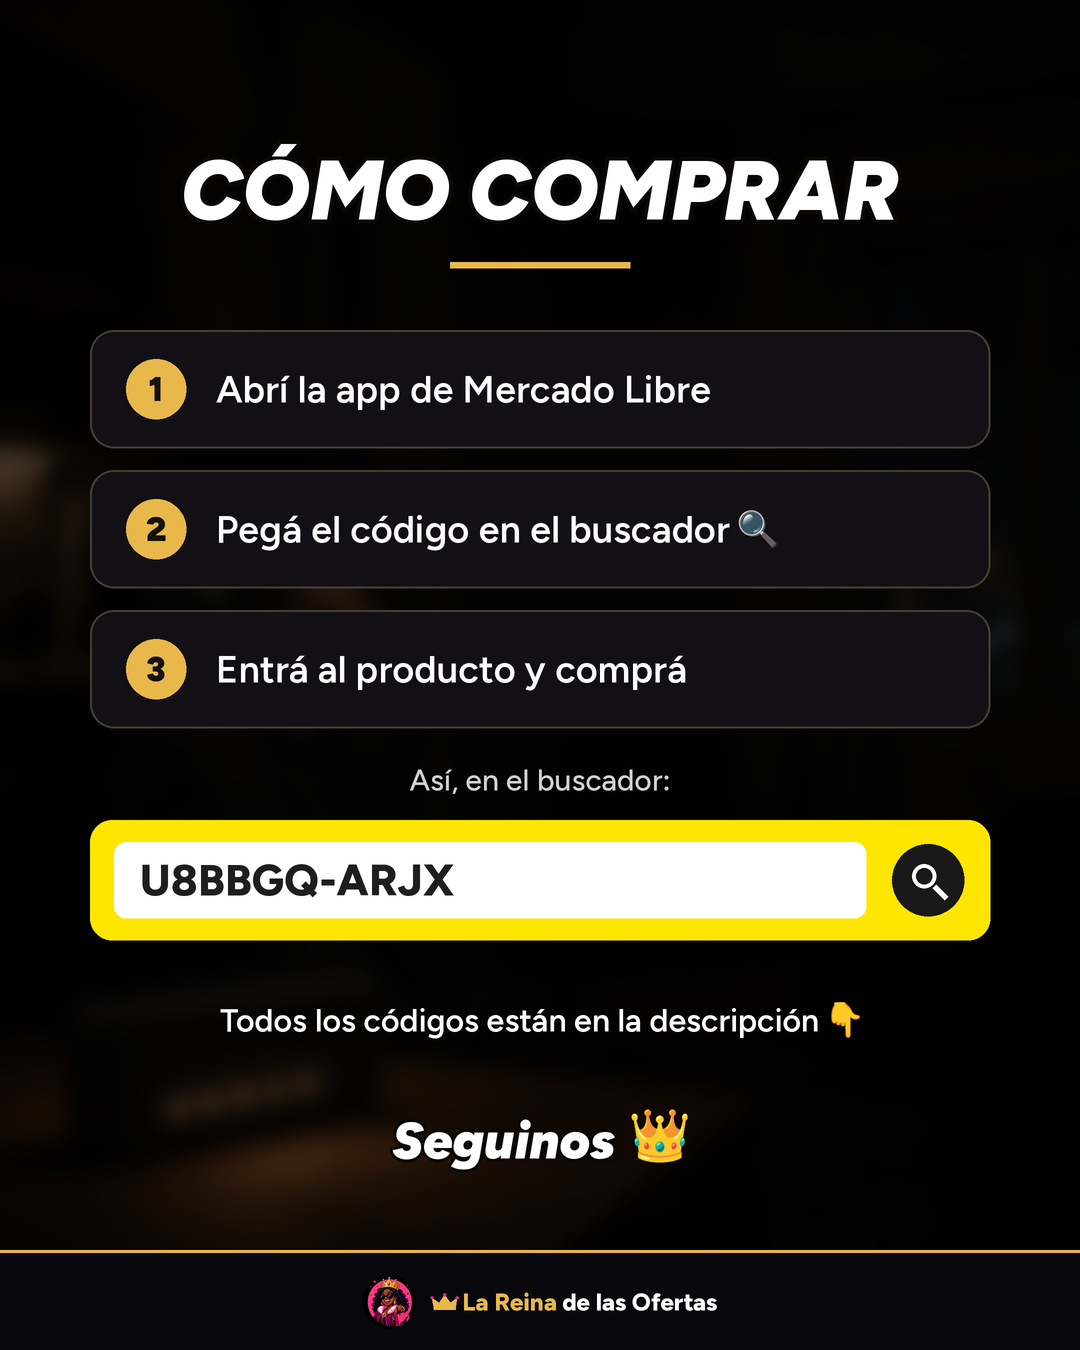 CÓMO COMPRAR
1 Abrí la app de Mercado Libre
2 Pegá el código en el buscador 🔍
3 Entrá al producto y comprá
Así, en el buscador:
U8BBGQ-ARJX
Todos los códigos están en la descripción 👇
Seguinos 👑
La Reina de las Ofertas